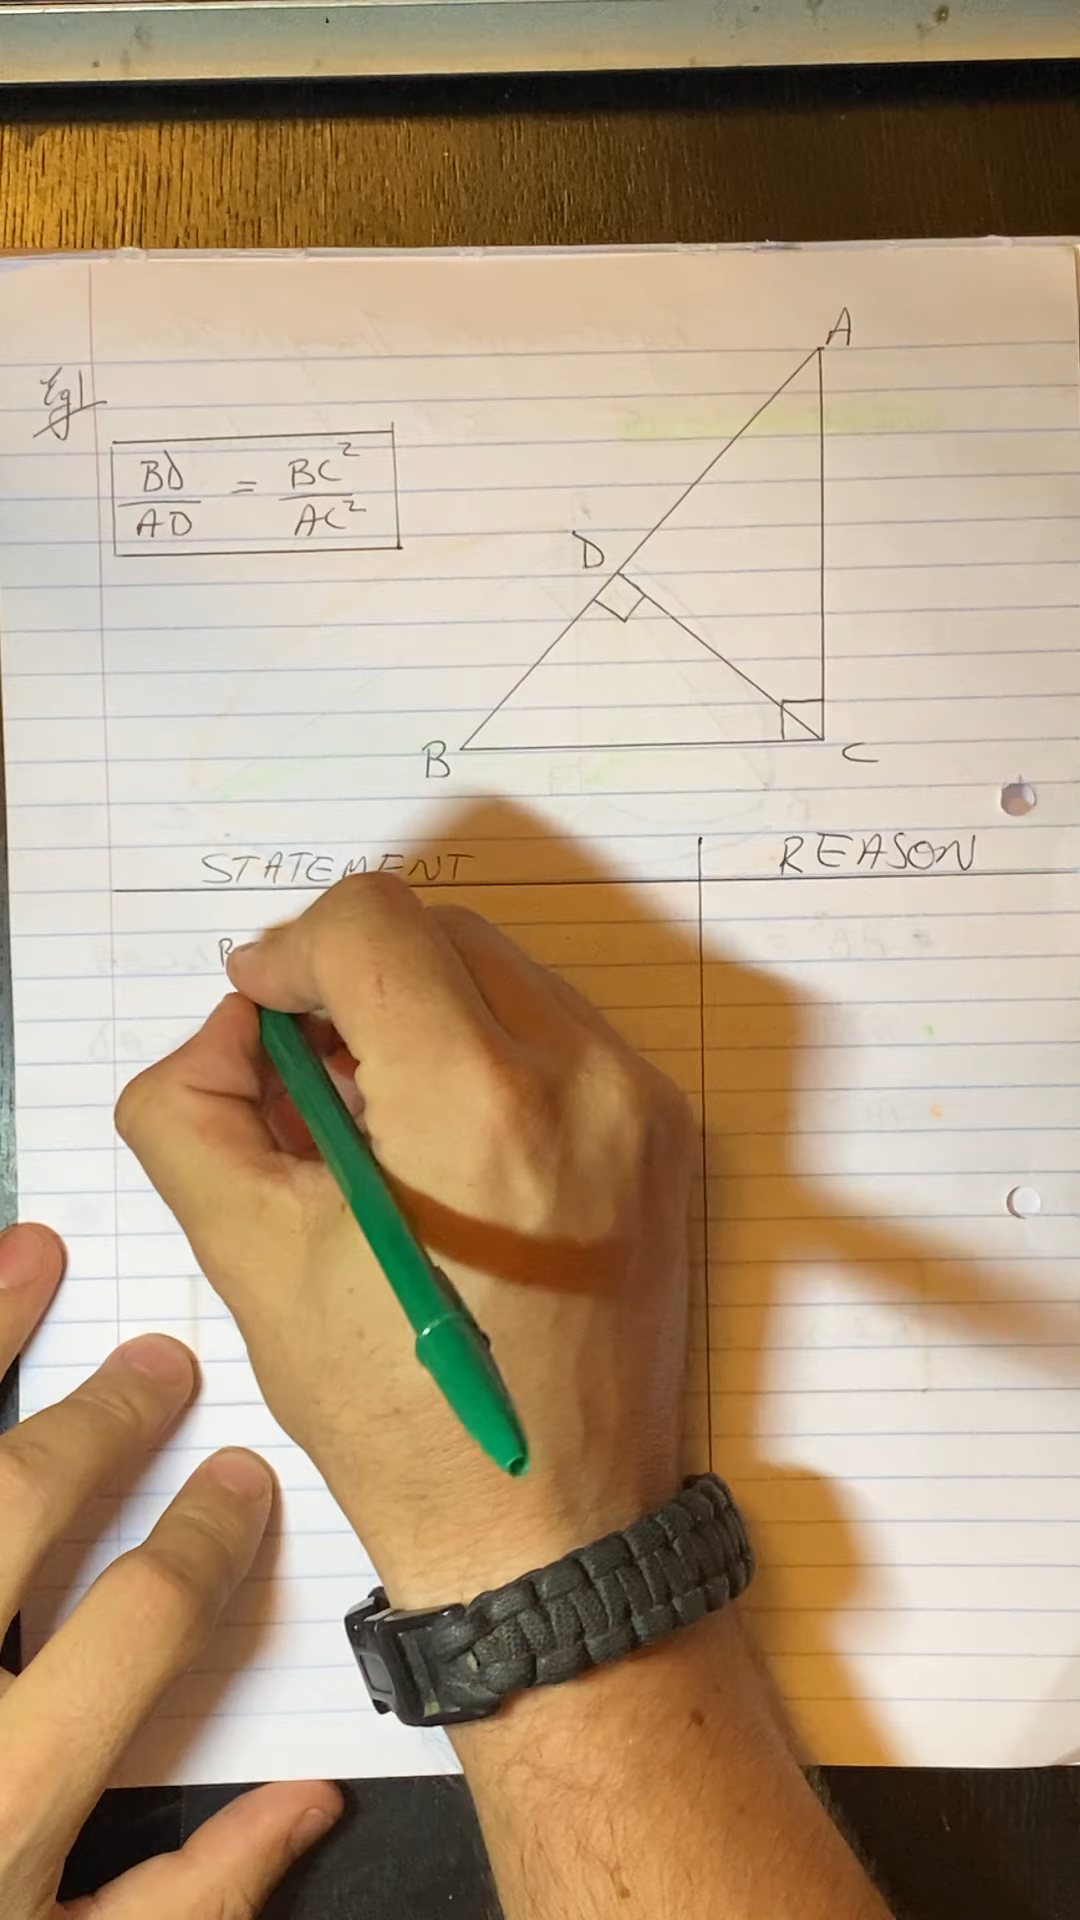 Eg1
BD/AD = BC²/AC²
A
D
B
C
STATEMENT REASON
B